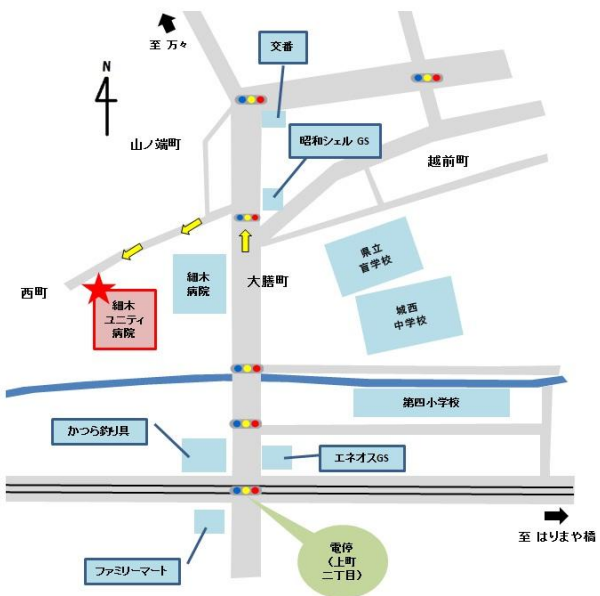 至 万々
交番
N
昭和シェル GS
山ノ端町
越前町
県立
盲学校
細木
病院
大膳町
西町
細木
ユニティ
病院
城西
中学校
第四小学校
かつら釣り具
エネオスGS
至 はりまや橋
電停
(上町
二丁目)
ファミリーマート